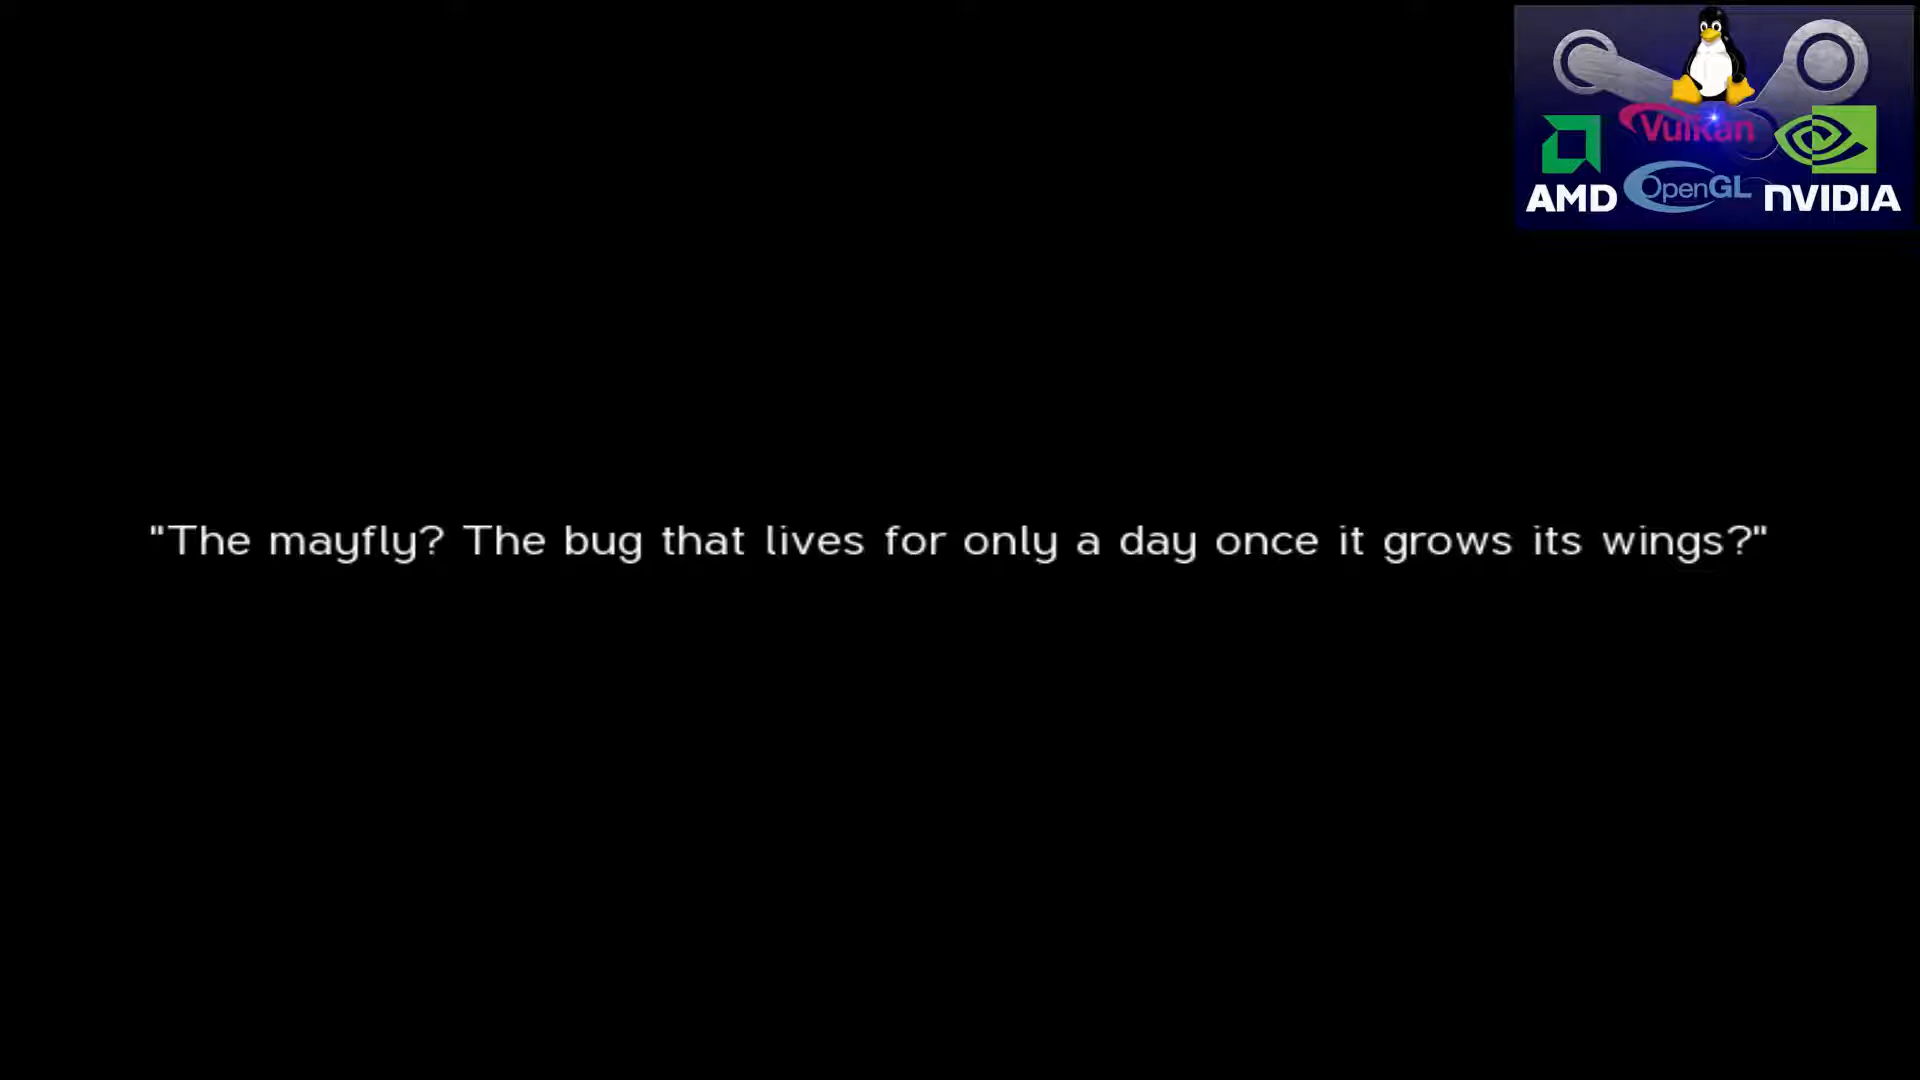 Vulkan
AMD OpenGL NVIDIA
"The mayfly? The bug that lives for only a day once it grows its wings?"